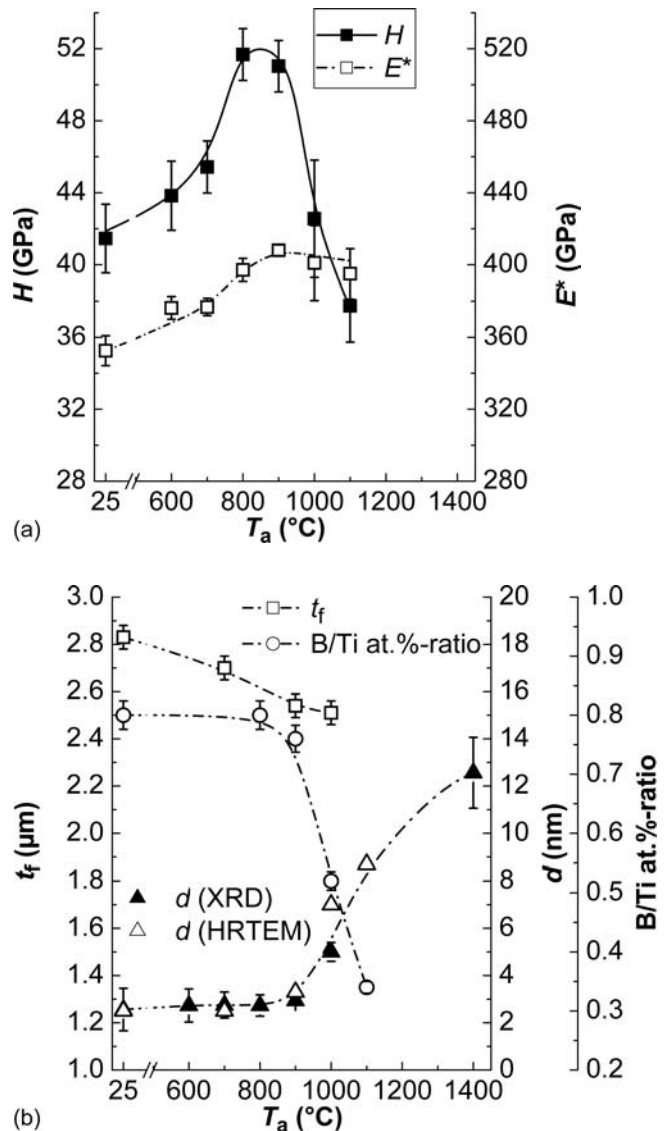 52
48
44
40
36
32
28
H (GPa)
H
E*
520
480
440
400
360
320
280
E* (GPa)
25 600 800 1000 1200 1400
(a)
Tₐ (°C)
3.0
2.8
2.6
2.4
2.2
2.0
1.8
1.6
1.4
1.2
1.0
t_f (µm)
t_f
B/Ti at.%-ratio
d (XRD)
d (HRTEM)
20
18
16
14
12
10
8
6
4
2
0
d (nm)
1.0
0.9
0.8
0.7
0.6
0.5
0.4
0.3
0.2
B/Ti at.%-ratio
25 600 800 1000 1200 1400
(b)
Tₐ (°C)